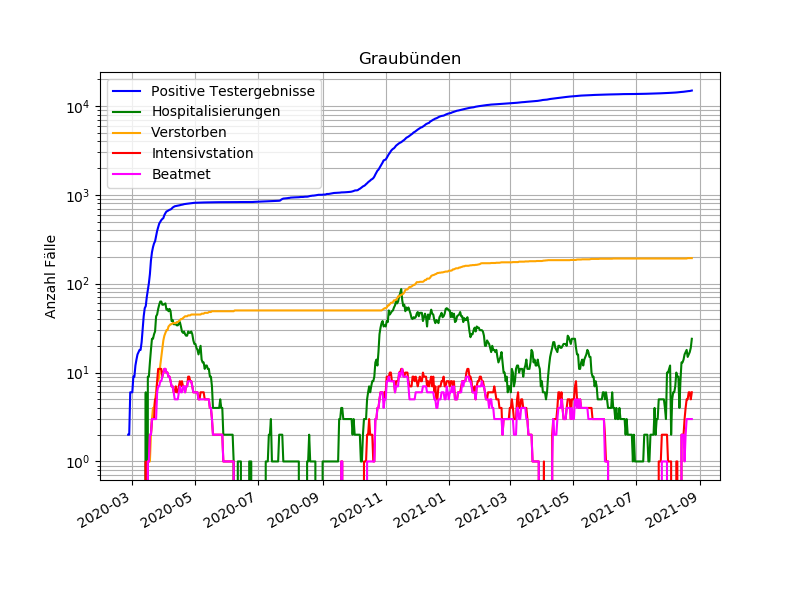 Graubünden
Positive Testergebnisse
Hospitalisierungen
Verstorben
Intensivstation
Beatmet
Anzahl Fälle
10⁴
10³
10²
10¹
10⁰
2020-03
2020-05
2020-07
2020-09
2020-11
2021-01
2021-03
2021-05
2021-07
2021-09